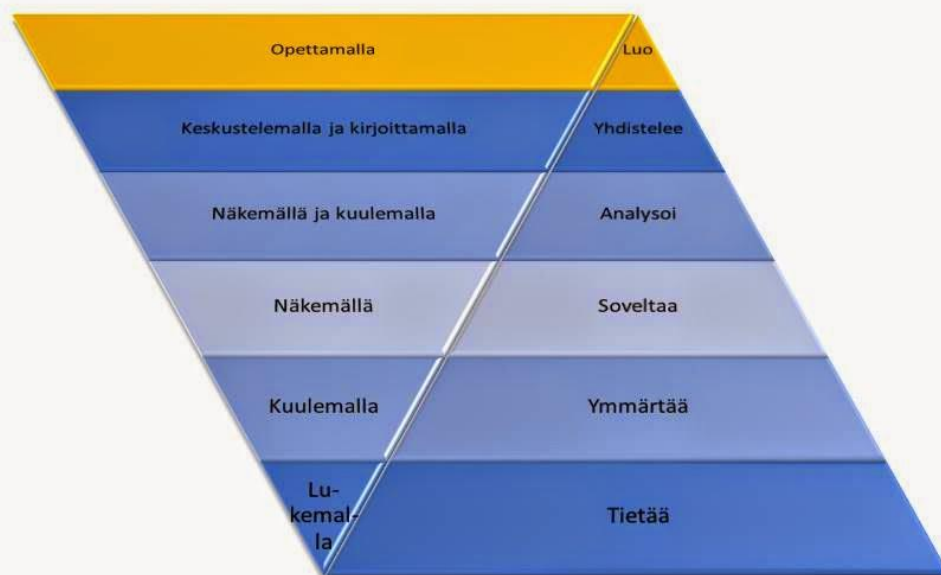 Opettamalla
Luo
Keskustelemalla ja kirjoittamalla
Yhdistelee
Näkemällä ja kuulemalla
Analysoi
Näkemällä
Soveltaa
Kuulemalla
Ymmärtää
Lu-
kemal-
la
Tietää